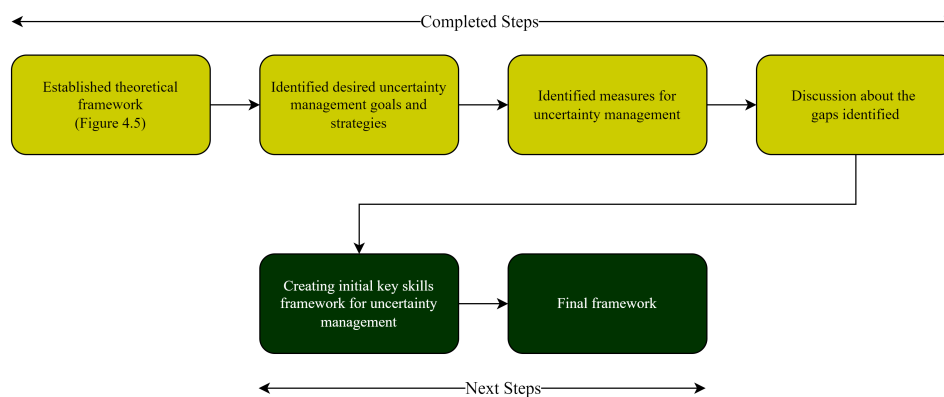 Completed Steps
Established theoretical
framework
(Figure 4.5)
Identified desired uncertainty
management goals and
strategies
Identified measures for
uncertainty management
Discussion about the
gaps identified
Creating initial key skills
framework for uncertainty
management
Final framework
Next Steps